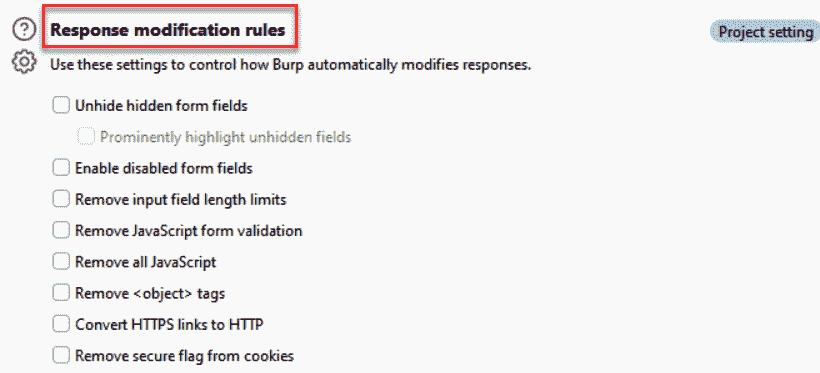 Response modification rules
Project setting
Use these settings to control how Burp automatically modifies responses.
Unhide hidden form fields
Prominently highlight unhidden fields
Enable disabled form fields
Remove input field length limits
Remove JavaScript form validation
Remove all JavaScript
Remove <object> tags
Convert HTTPS links to HTTP
Remove secure flag from cookies